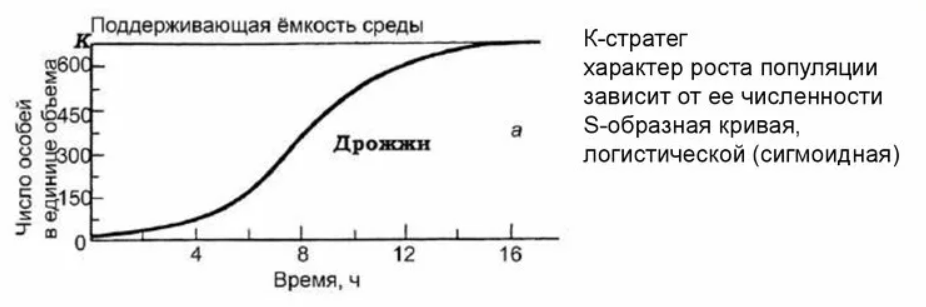 Поддерживающая ёмкость среды
K
600
450
300
150
0
Число особей
в единице объема
Дрожжи
а
4
8
12
16
Время, ч
К-стратег
характер роста популяции
зависит от ее численности
S-образная кривая,
логистической (сигмоидная)